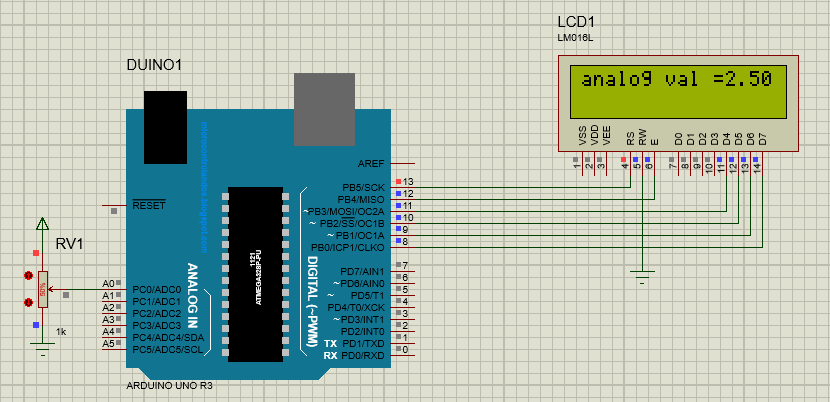 LCD1
LM016L
analog val =2.50
VSS
VDD
VEE
RS
RW
E
D0
D1
D2
D3
D4
D5
D6
D7
1
2
3
4
5
6
7
8
9
10
11
12
13
14
DUINO1
AREF
RESET
PB5/SCK 13
PB4/MISO 12
~PB3/MOSI/OC2A 11
~PB2/SS/OC1B 10
~PB1/OC1A 9
PB0/ICP1/CLKO 8
PD7/AIN1 7
~PD6/AIN0 6
~PD5/T1 5
PD4/T0/XCK 4
~PD3/INT1 3
PD2/INT0 2
TX PD1/TXD 1
RX PD0/RXD 0
DIGITAL (~PWM)
ANALOG IN
1121
ATMEGA328P-PU
A0 PC0/ADC0
A1 PC1/ADC1
A2 PC2/ADC2
A3 PC3/ADC3
A4 PC4/ADC4/SDA
A5 PC5/ADC5/SCL
RV1
50%
1k
ARDUINO UNO R3